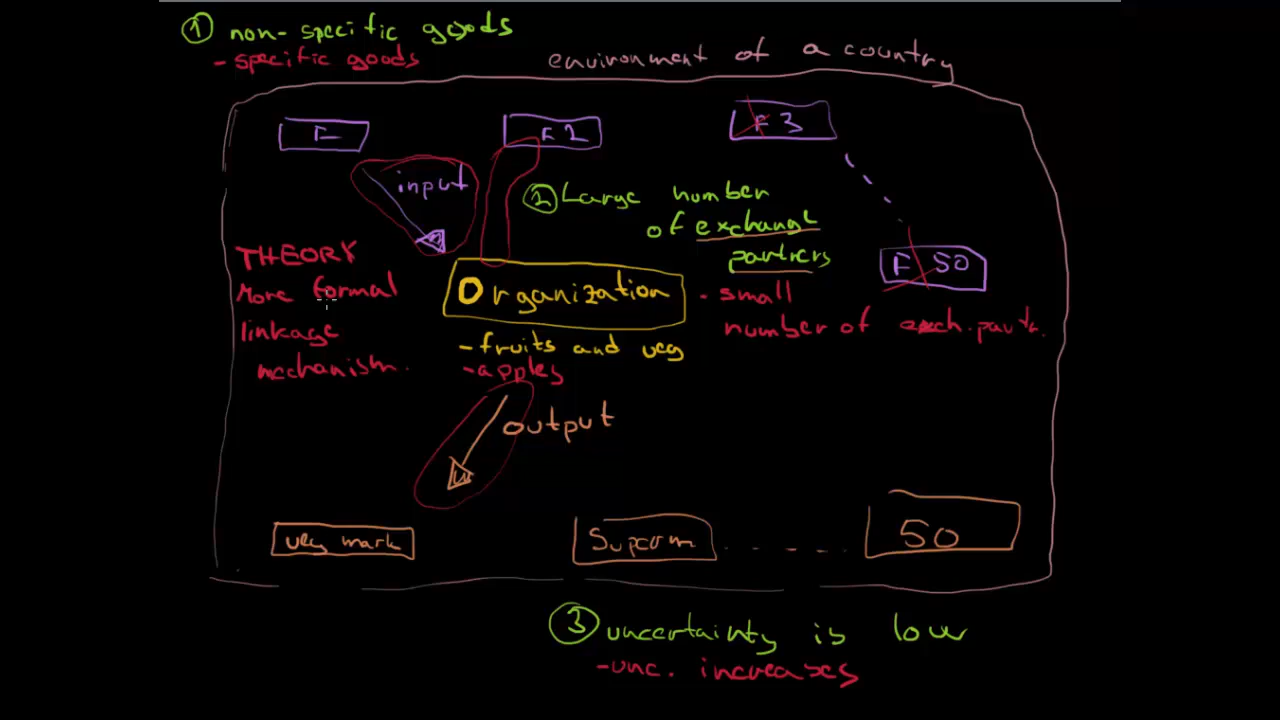 1 non-specific goods
- specific goods
environment of a country
F
F2
F3
input
2 Large number
of exchange
partners
F 50
THEORY
More formal
linkage
mechanism.
Organization
- small
number of exch. partn.
- fruits and veg
- apples
output
veg mark
Superm
50
3 uncertainty is low
- unc. increases